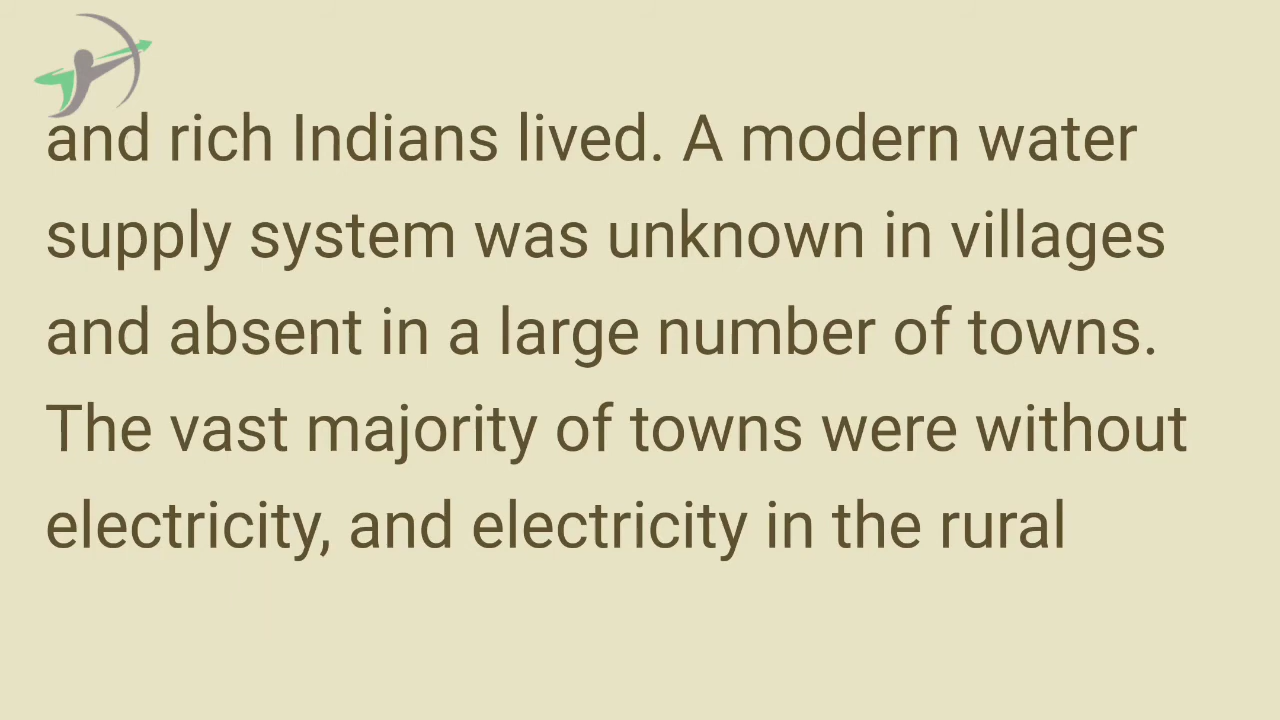 and rich Indians lived. A modern water
supply system was unknown in villages
and absent in a large number of towns.
The vast majority of towns were without
electricity, and electricity in the rural